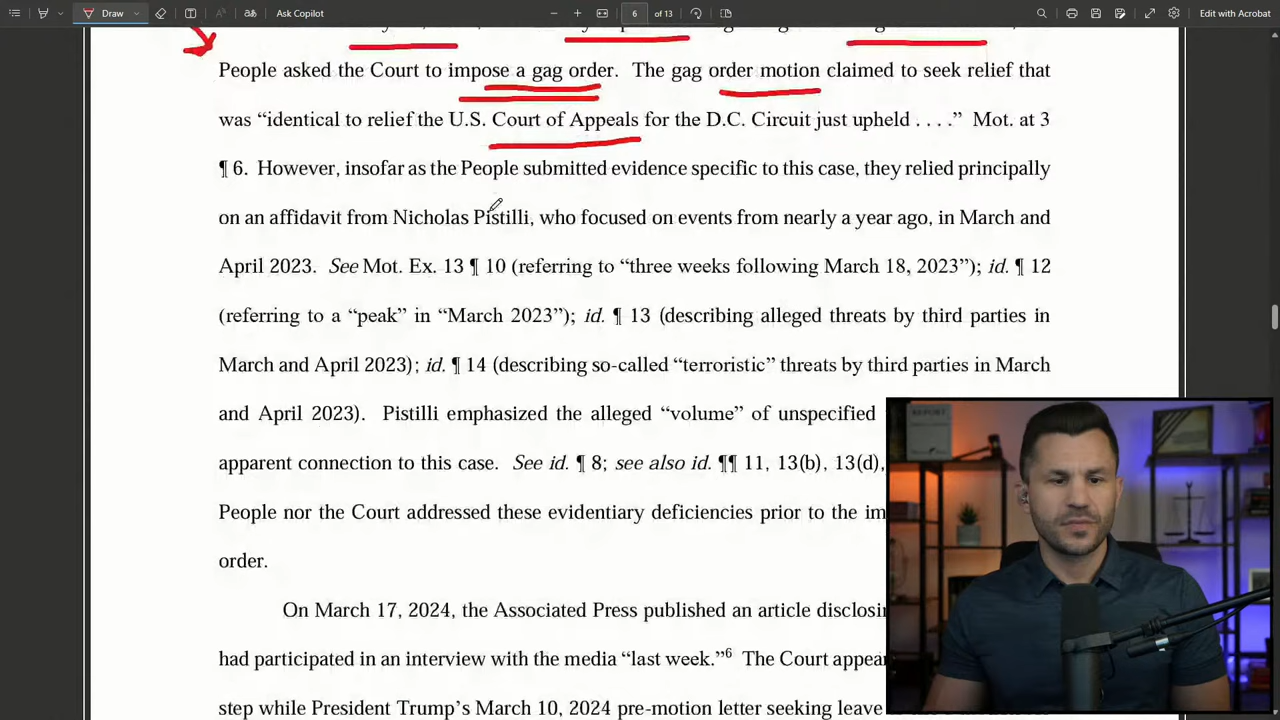 Draw
Ask Copilot
6
of 13
Edit with Acrobat
People asked the Court to impose a gag order. The gag order motion claimed to seek relief that
was “identical to relief the U.S. Court of Appeals for the D.C. Circuit just upheld . . . .” Mot. at 3
¶ 6. However, insofar as the People submitted evidence specific to this case, they relied principally
on an affidavit from Nicholas Pistilli, who focused on events from nearly a year ago, in March and
April 2023. See Mot. Ex. 13 ¶ 10 (referring to “three weeks following March 18, 2023”); id. ¶ 12
(referring to a “peak” in “March 2023”); id. ¶ 13 (describing alleged threats by third parties in
March and April 2023); id. ¶ 14 (describing so-called “terroristic” threats by third parties in March
and April 2023). Pistilli emphasized the alleged “volume” of unspecified
apparent connection to this case. See id. ¶ 8; see also id. ¶¶ 11, 13(b), 13(d),
People nor the Court addressed these evidentiary deficiencies prior to the im
order.
On March 17, 2024, the Associated Press published an article disclosin
had participated in an interview with the media “last week.”6 The Court appear
step while President Trump’s March 10, 2024 pre-motion letter seeking leave
REPORT